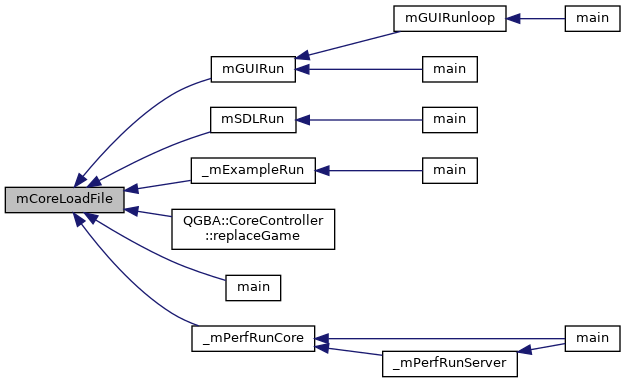 mGUIRunloop
main
mGUIRun
main
mSDLRun
main
_mExampleRun
main
mCoreLoadFile
QGBA::CoreController
::replaceGame
main
_mPerfRunCore
main
_mPerfRunServer